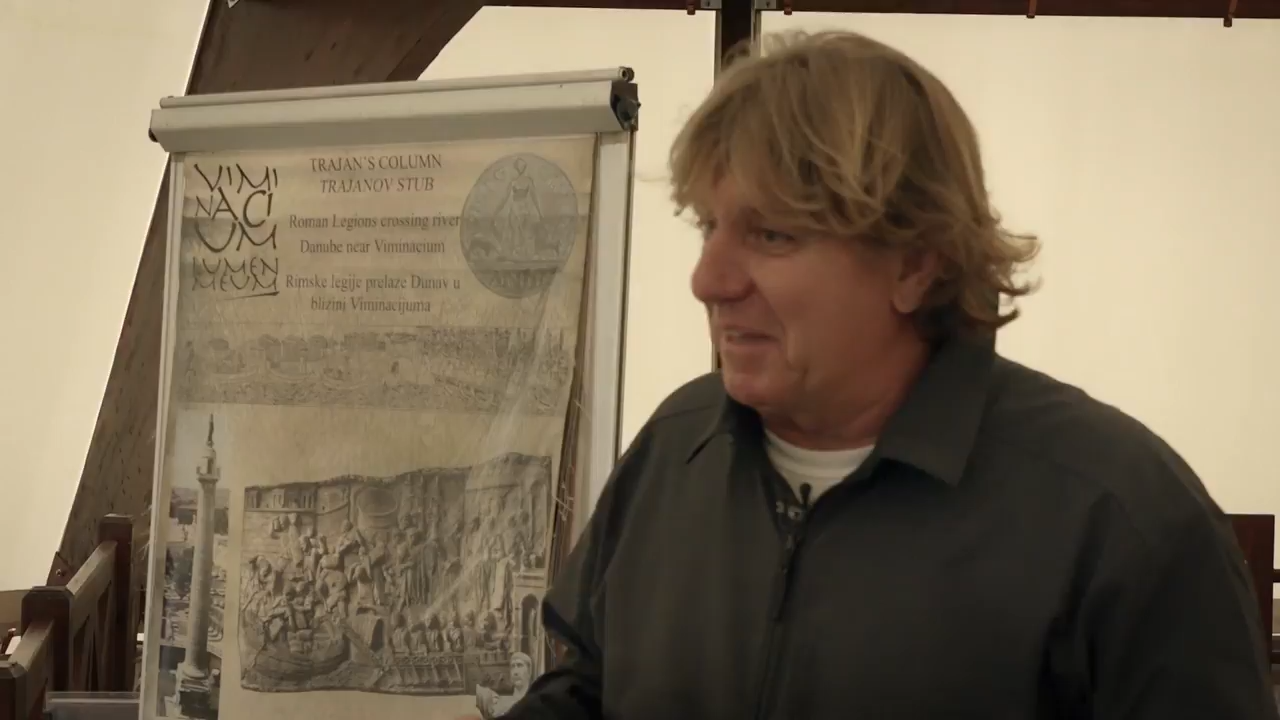 VIMI
NACI
UM
LUMEN
MEUM
TRAJAN'S COLUMN
TRAJANOV STUB
Roman Legions crossing river
Danube near Viminacium
Rimske legije prelaze Dunav u
blizini Viminacijuma